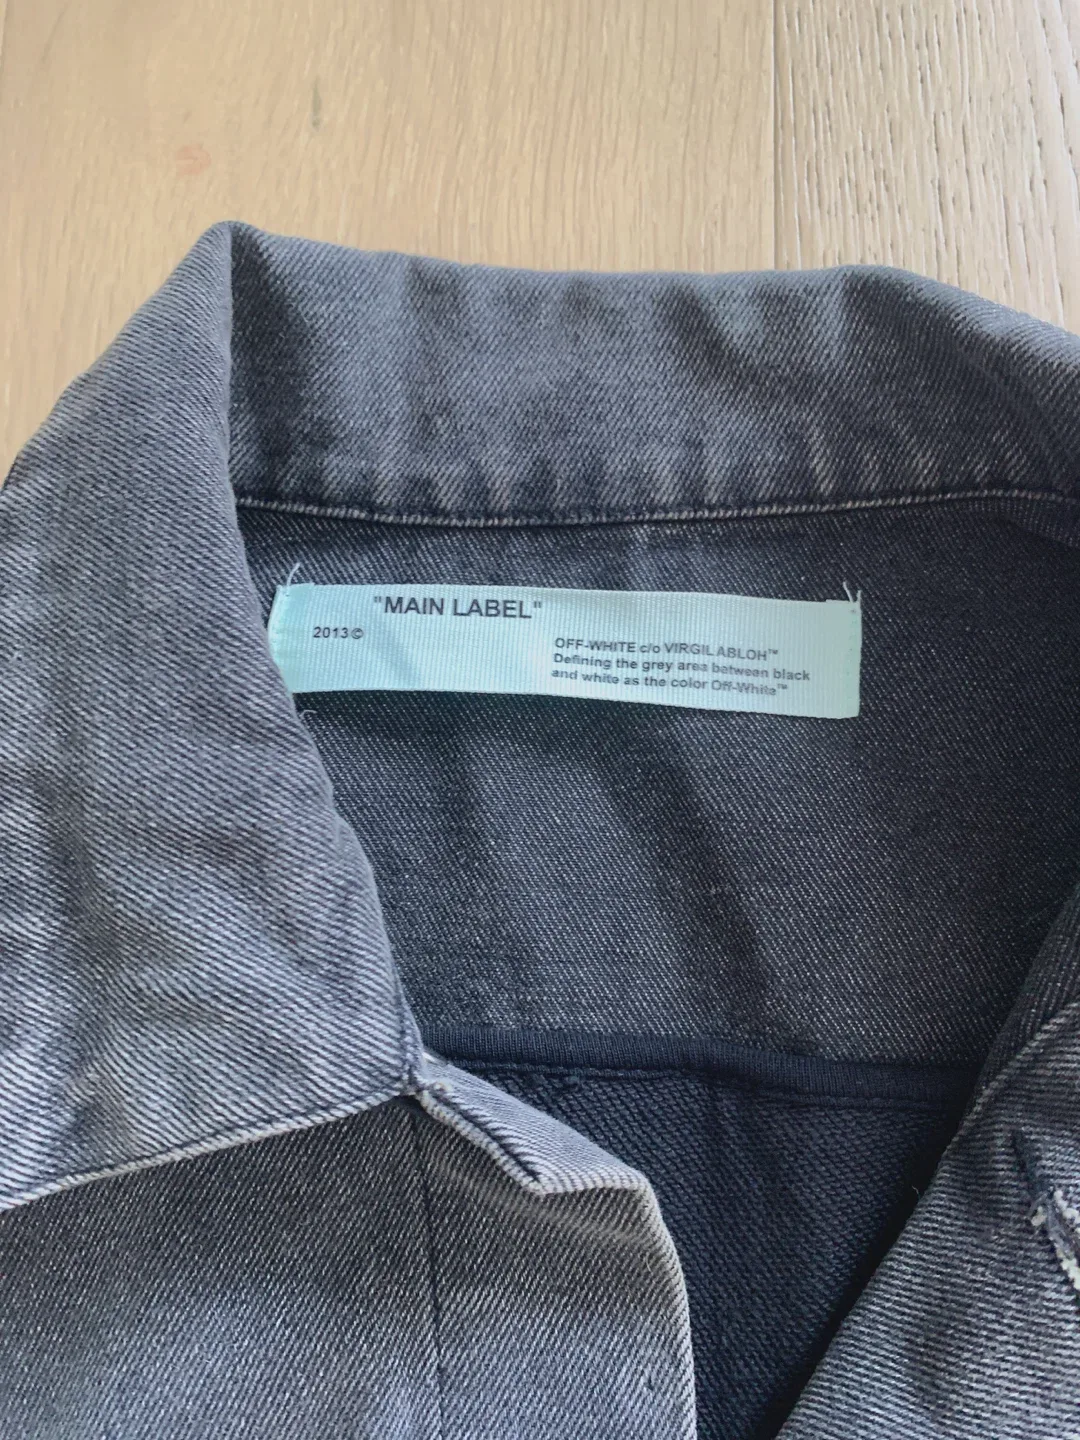 "MAIN LABEL"
2013©
OFF-WHITE c/o VIRGIL ABLOH™
Defining the grey area between black
and white as the color Off-White™